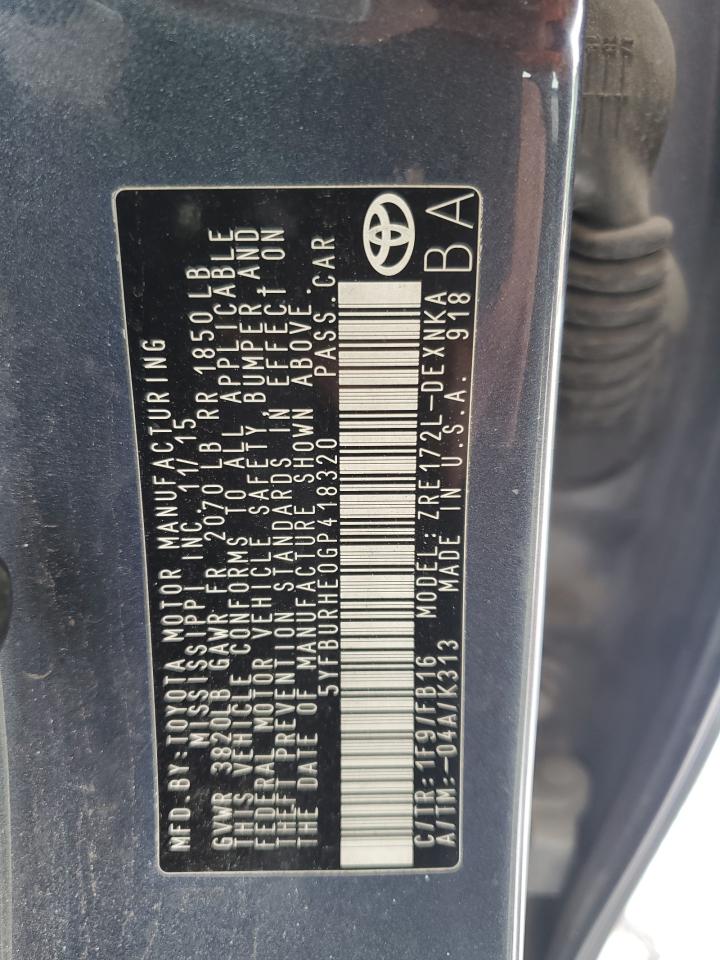 MFD.BY:TOYOTA MOTOR MANUFACTURING
MISSISSIPPI INC.11/15
GVWR 3820LB GAWR FR 2070 LB RR 1850 LB
THIS VEHICLE CONFORMS TO ALL APPLICABLE
FEDERAL MOTOR VEHICLE SAFETY, BUMPER AND
THEFT PREVENTION STANDARDS IN EFFECT ON
THE DATE OF MANUFACTURE SHOWN ABOVE.
5YFBURHE0GP418320 PASS.CAR
C/TR:1F9/FB16 MODEL:ZRE172L-DEXNKA
A/TM:-04A/K313 MADE IN U.S.A. 918
BA